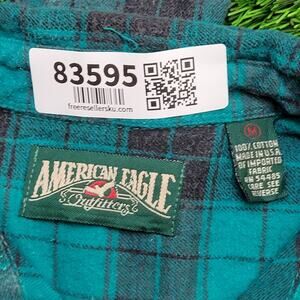 83595
freeresellersku.com
AMERICAN EAGLE
Outfitters
M
100% COTTON
MADE IN U.S.A.
OF IMPORTED
FABRIC
RN 54485
CARE SEE
REVERSE